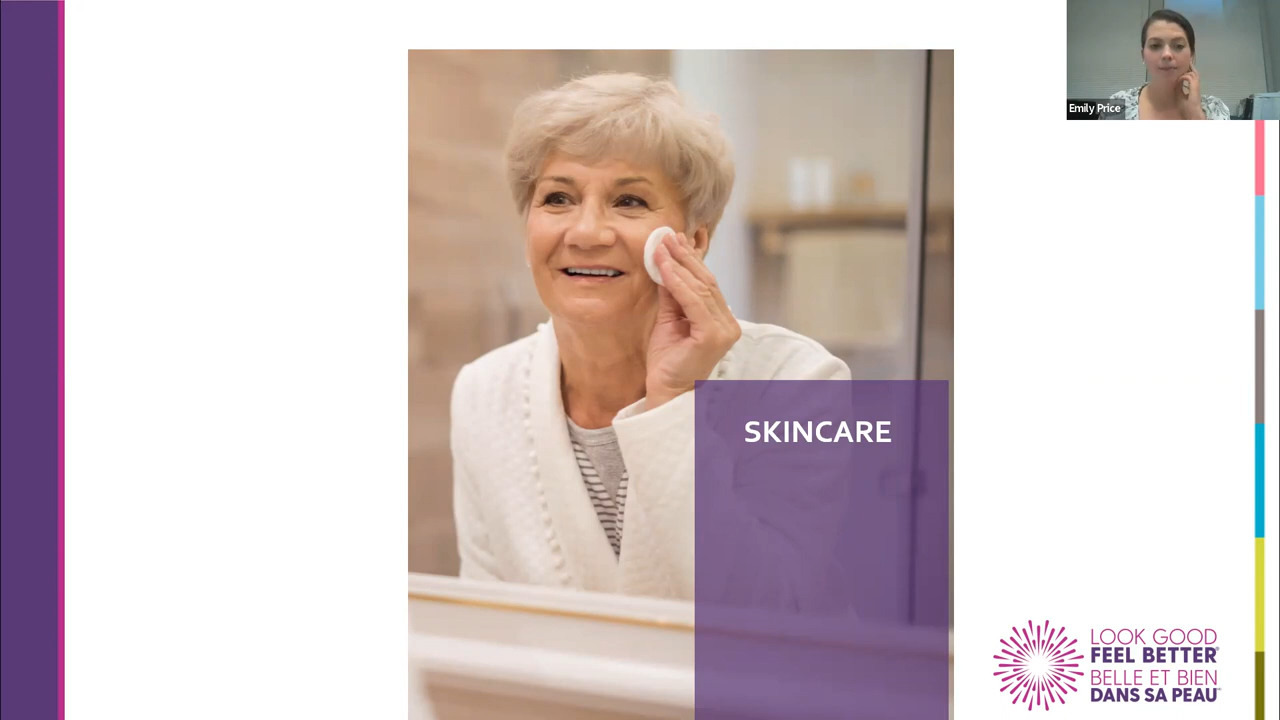 Emily Price
SKINCARE
LOOK GOOD
FEEL BETTER®
BELLE ET BIEN
DANS SA PEAU